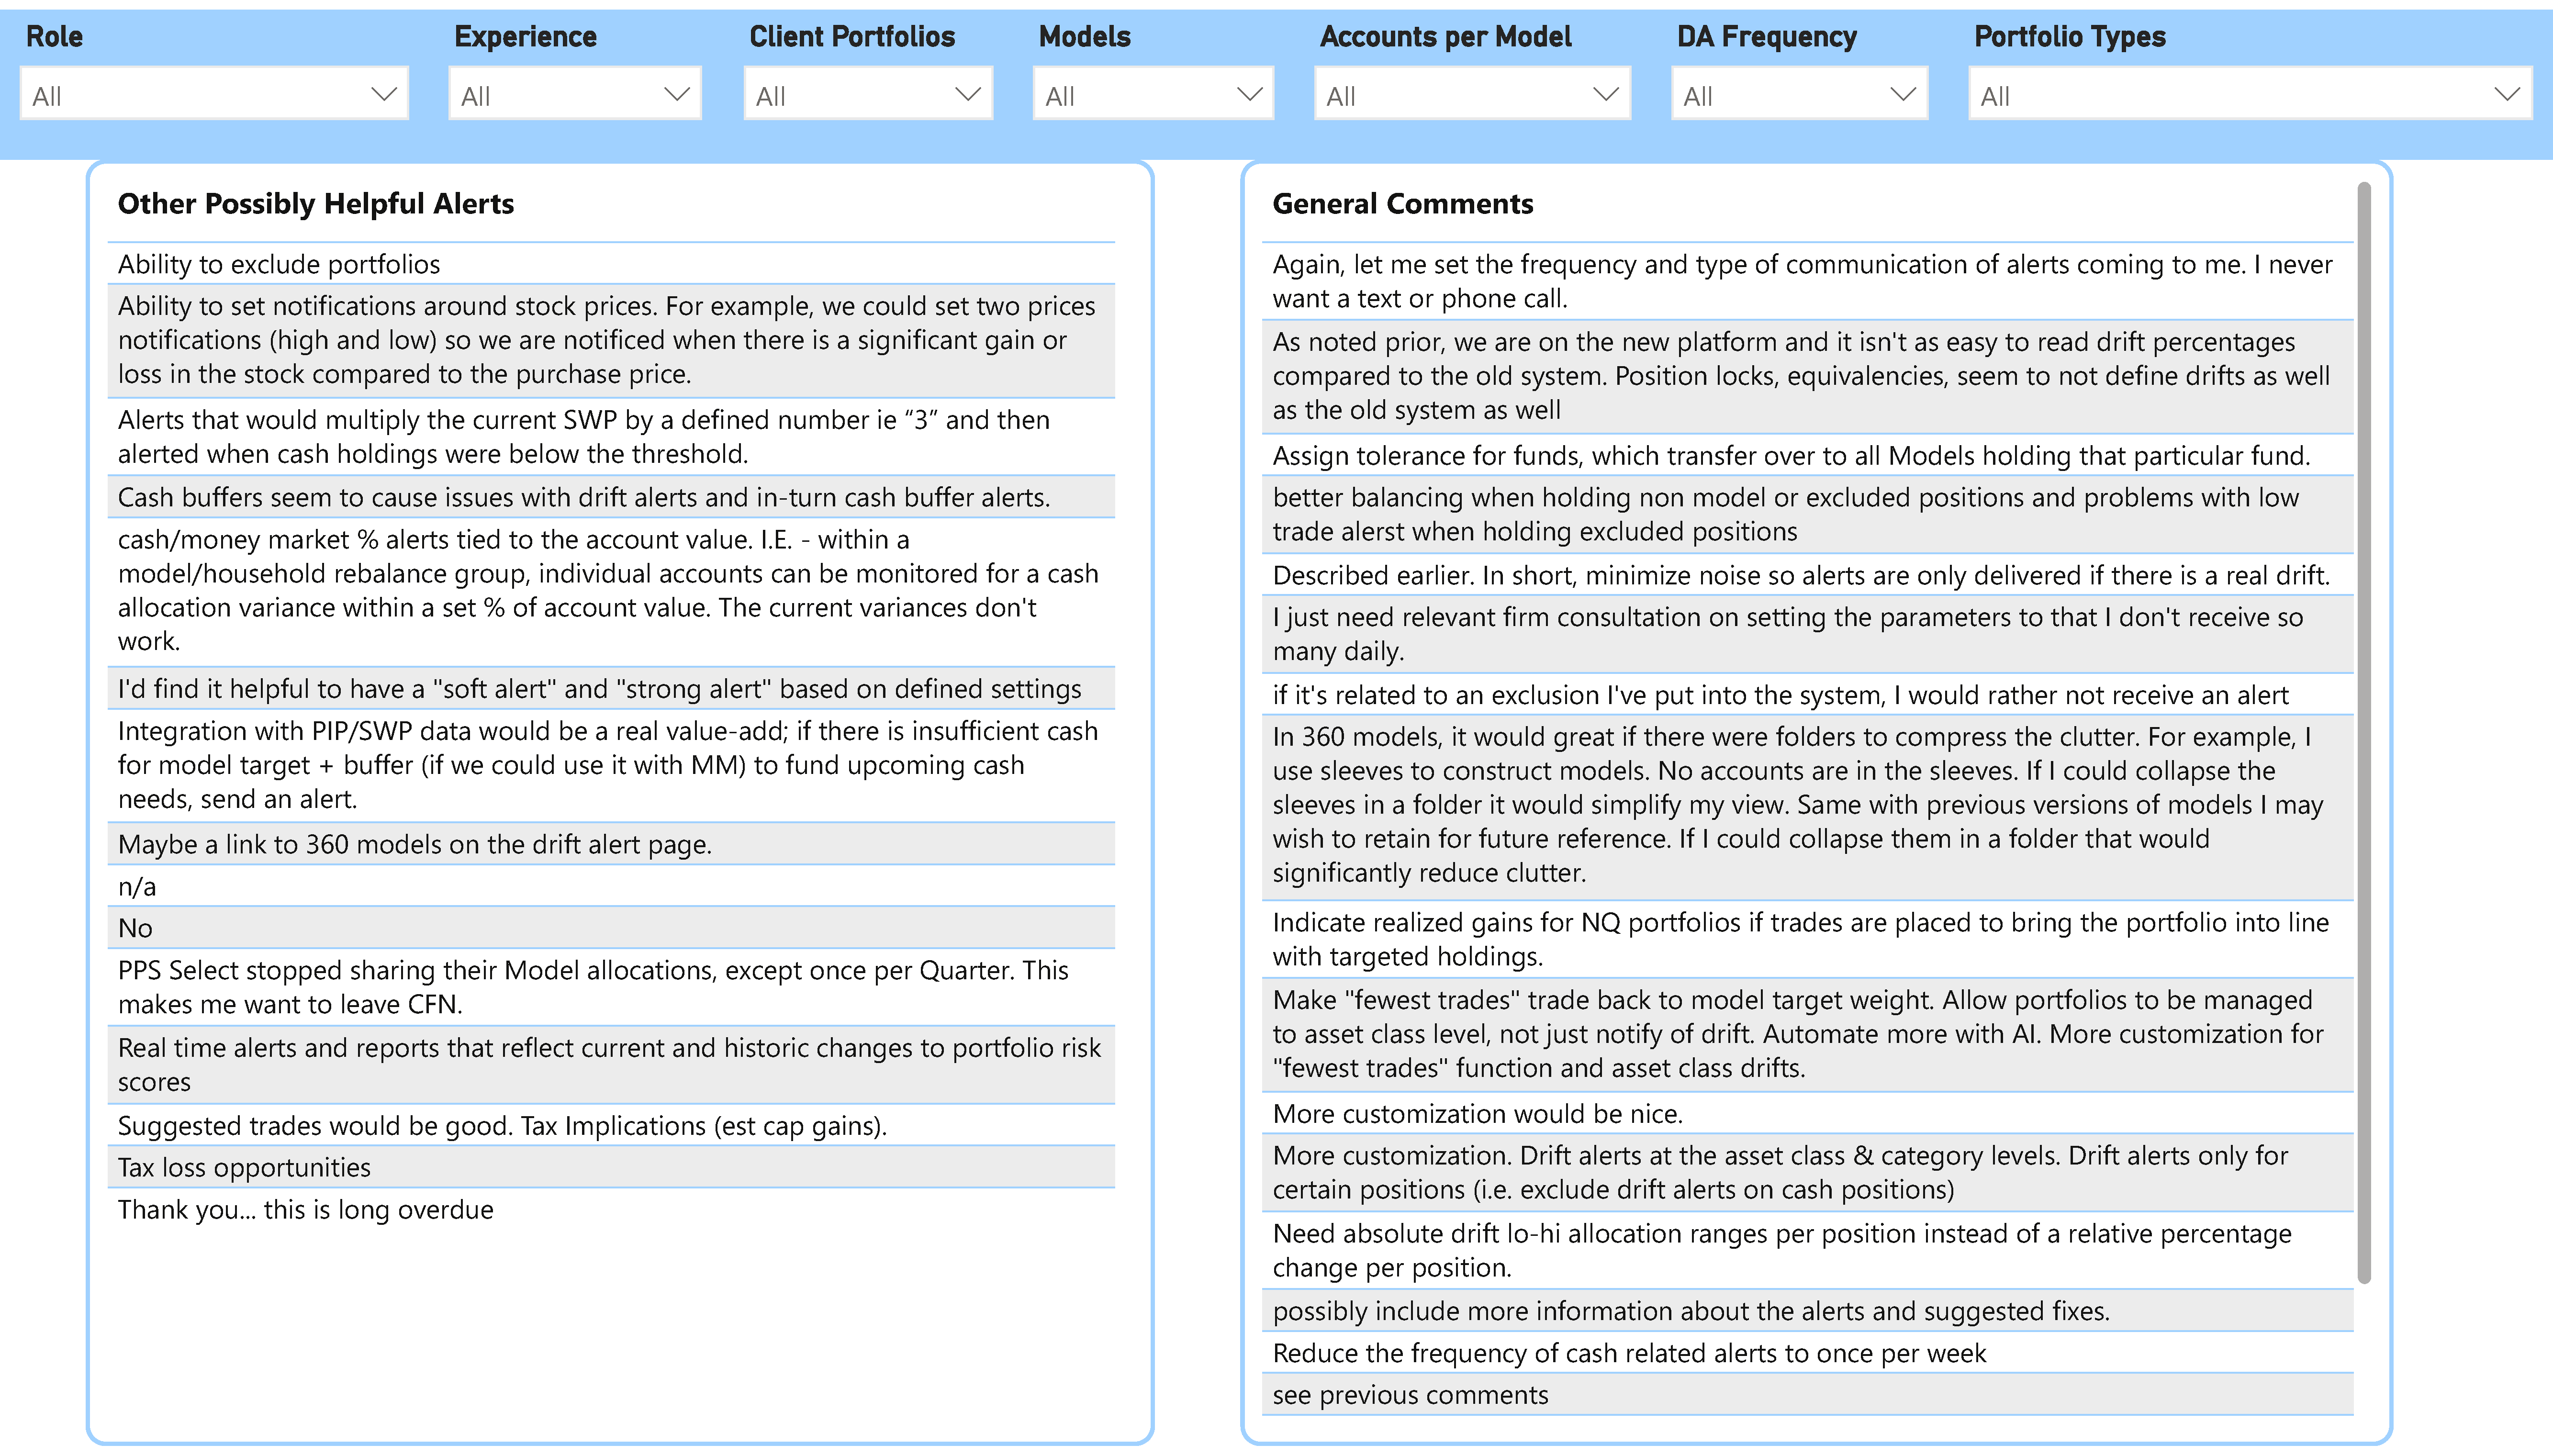 Role
Experience
Client Portfolios
Models
Accounts per Model
DA Frequency
Portfolio Types
All
All
All
All
All
All
All
Other Possibly Helpful Alerts
Ability to exclude portfolios
Ability to set notifications around stock prices. For example, we could set two prices
notifications (high and low) so we are notificed when there is a significant gain or
loss in the stock compared to the purchase price.
Alerts that would multiply the current SWP by a defined number ie “3” and then
alerted when cash holdings were below the threshold.
Cash buffers seem to cause issues with drift alerts and in-turn cash buffer alerts.
cash/money market % alerts tied to the account value. I.E. - within a
model/household rebalance group, individual accounts can be monitored for a cash
allocation variance within a set % of account value. The current variances don't
work.
I'd find it helpful to have a "soft alert" and "strong alert" based on defined settings
Integration with PIP/SWP data would be a real value-add; if there is insufficient cash
for model target + buffer (if we could use it with MM) to fund upcoming cash
needs, send an alert.
Maybe a link to 360 models on the drift alert page.
n/a
No
PPS Select stopped sharing their Model allocations, except once per Quarter. This
makes me want to leave CFN.
Real time alerts and reports that reflect current and historic changes to portfolio risk
scores
Suggested trades would be good. Tax Implications (est cap gains).
Tax loss opportunities
Thank you... this is long overdue
General Comments
Again, let me set the frequency and type of communication of alerts coming to me. I never
want a text or phone call.
As noted prior, we are on the new platform and it isn't as easy to read drift percentages
compared to the old system. Position locks, equivalencies, seem to not define drifts as well
as the old system as well
Assign tolerance for funds, which transfer over to all Models holding that particular fund.
better balancing when holding non model or excluded positions and problems with low
trade alerst when holding excluded positions
Described earlier. In short, minimize noise so alerts are only delivered if there is a real drift.
I just need relevant firm consultation on setting the parameters to that I don't receive so
many daily.
if it's related to an exclusion I've put into the system, I would rather not receive an alert
In 360 models, it would great if there were folders to compress the clutter. For example, I
use sleeves to construct models. No accounts are in the sleeves. If I could collapse the
sleeves in a folder it would simplify my view. Same with previous versions of models I may
wish to retain for future reference. If I could collapse them in a folder that would
significantly reduce clutter.
Indicate realized gains for NQ portfolios if trades are placed to bring the portfolio into line
with targeted holdings.
Make "fewest trades" trade back to model target weight. Allow portfolios to be managed
to asset class level, not just notify of drift. Automate more with AI. More customization for
"fewest trades" function and asset class drifts.
More customization would be nice.
More customization. Drift alerts at the asset class & category levels. Drift alerts only for
certain positions (i.e. exclude drift alerts on cash positions)
Need absolute drift lo-hi allocation ranges per position instead of a relative percentage
change per position.
possibly include more information about the alerts and suggested fixes.
Reduce the frequency of cash related alerts to once per week
see previous comments